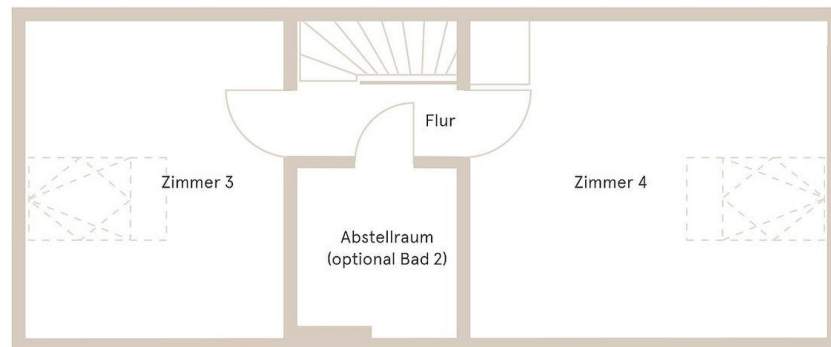 Flur
Zimmer 3
Zimmer 4
Abstellraum
(optional Bad 2)